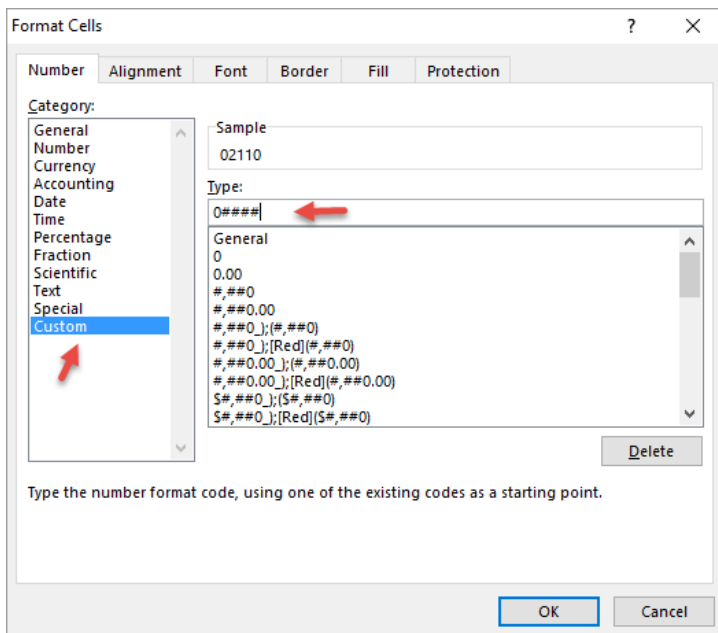 Format Cells ? X
Number Alignment Font Border Fill Protection
Category:
General
Number
Currency
Accounting
Date
Time
Percentage
Fraction
Scientific
Text
Special
Custom
Sample
02110
Type:
0####
General
0
0.00
#,##0
#,##0.00
#,##0_);(#,##0)
#,##0_);[Red](#,##0)
#,##0.00_);(#,##0.00)
#,##0.00_);[Red](#,##0.00)
$#,##0_);($#,##0)
$#,##0_);[Red]($#,##0)
Delete
Type the number format code, using one of the existing codes as a starting point.
OK Cancel